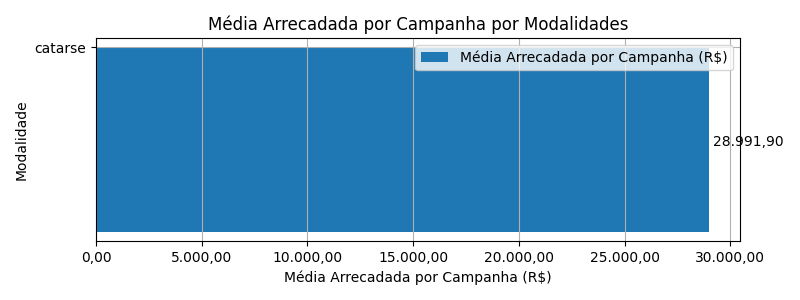 Média Arrecadada por Campanha por Modalidades
catarse
Média Arrecadada por Campanha (R$)
Modalidade
28.991,90
0,00 5.000,00 10.000,00 15.000,00 20.000,00 25.000,00 30.000,00
Média Arrecadada por Campanha (R$)